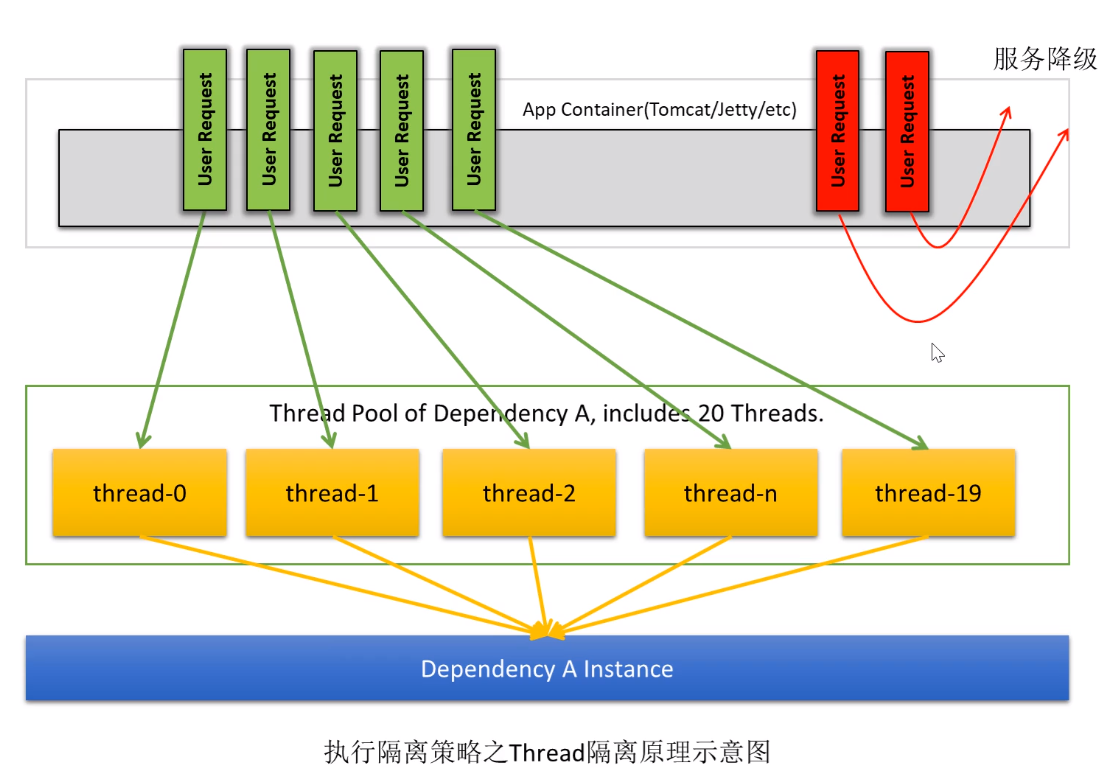 服务降级
App Container(Tomcat/Jetty/etc)
User Request
User Request
User Request
User Request
User Request
User Request
User Request
Thread Pool of Dependency A, includes 20 Threads.
thread-0
thread-1
thread-2
thread-n
thread-19
Dependency A Instance
执行隔离策略之Thread隔离原理示意图